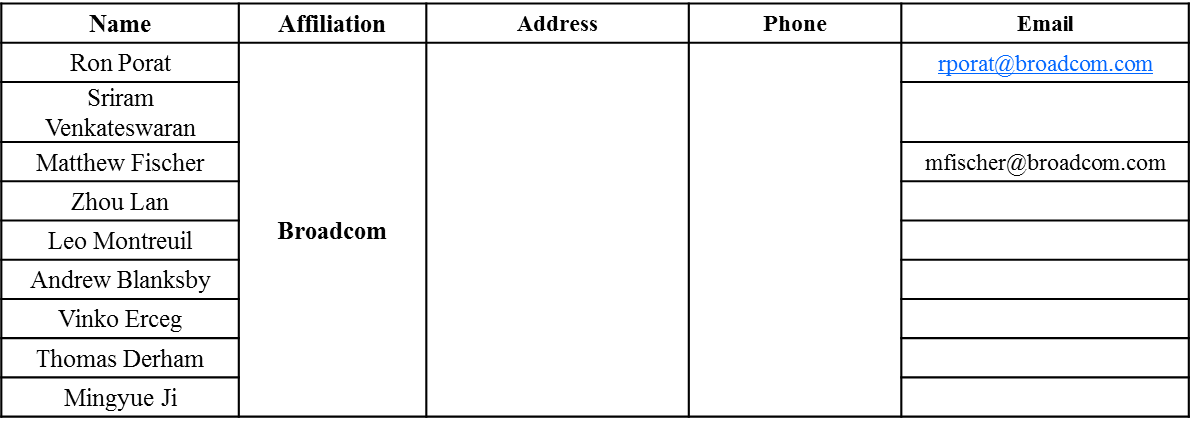 Name Affiliation Address Phone Email
Ron Porat rporat@broadcom.com
Sriram
Venkateswaran
Matthew Fischer mfischer@broadcom.com
Zhou Lan
Broadcom
Leo Montreuil
Andrew Blanksby
Vinko Erceg
Thomas Derham
Mingyue Ji